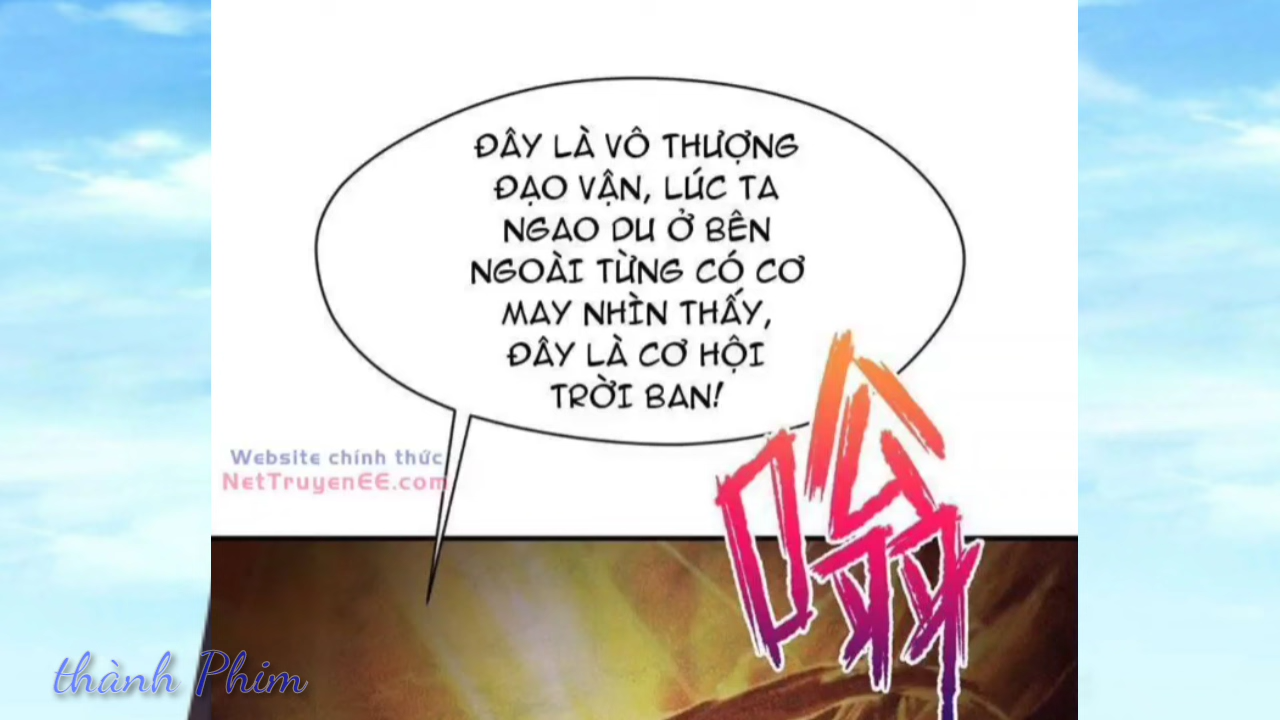 ĐÂY LÀ VÔ THƯỢNG
ĐẠO VẬN, LÚC TA
NGAO DU Ở BÊN
NGOÀI TỪNG CÓ CƠ
MAY NHÌN THẤY,
ĐÂY LÀ CƠ HỘI
TRỜI BAN!
嗡
Website chính thức
NetTruyenEE.com
thành Phim